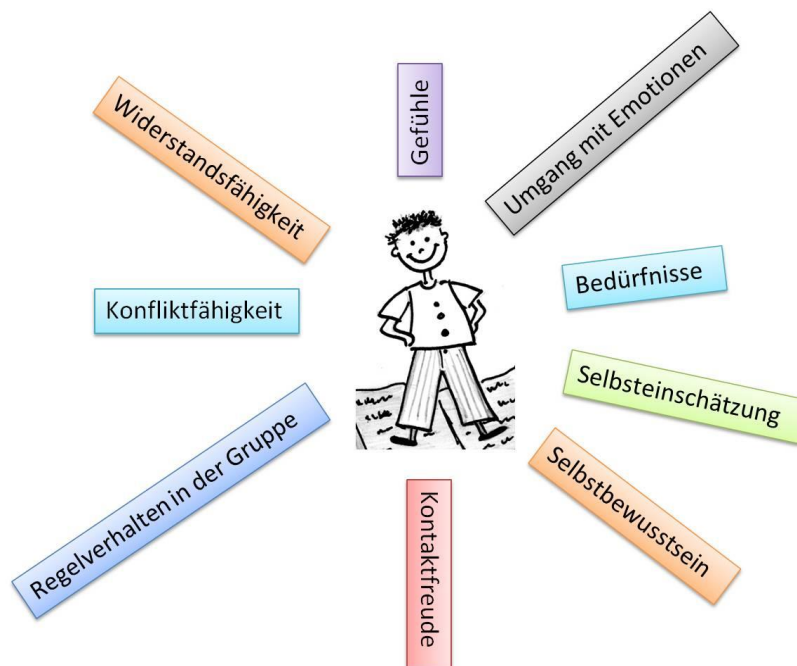 Gefühle
Umgang mit Emotionen
Widerstandsfähigkeit
Bedürfnisse
Konfliktfähigkeit
Selbsteinschätzung
Regelverhalten in der Gruppe
Selbstbewusstsein
Kontaktfreude